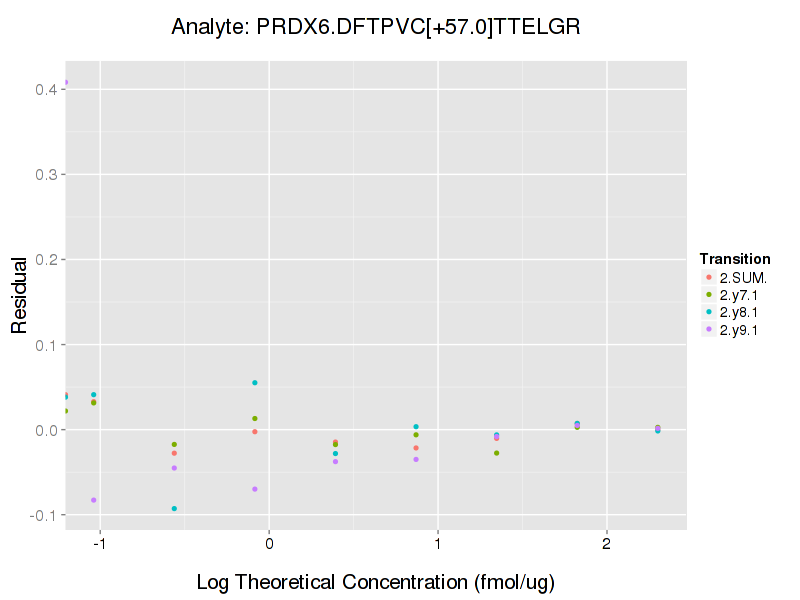 Analyte: PRDX6.DFTPVC[+57.0]TTELGR
Residual
0.4
0.3
0.2
0.1
0.0
-0.1
-1
0
1
2
Log Theoretical Concentration (fmol/ug)
Transition
2.SUM.
2.y7.1
2.y8.1
2.y9.1